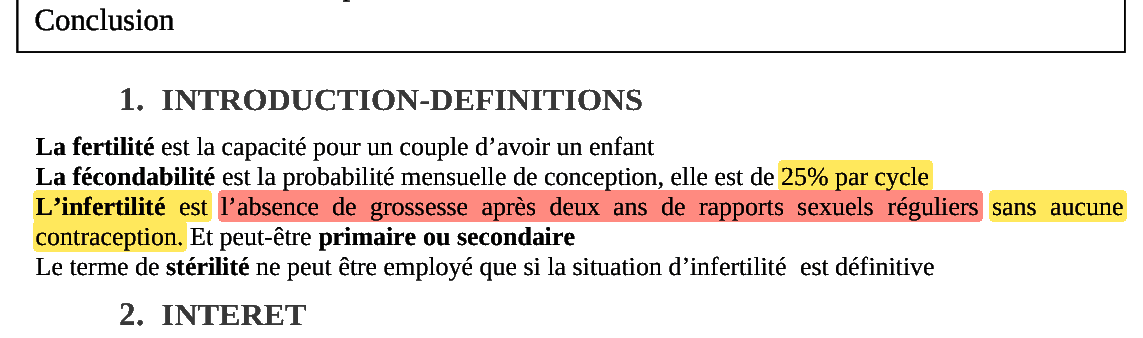 Conclusion
1. INTRODUCTION-DEFINITIONS
La fertilité est la capacité pour un couple d’avoir un enfant
La fécondabilité est la probabilité mensuelle de conception, elle est de 25% par cycle
L’infertilité est l’absence de grossesse après deux ans de rapports sexuels réguliers sans aucune
contraception. Et peut-être primaire ou secondaire
Le terme de stérilité ne peut être employé que si la situation d’infertilité  est définitive
2. INTERET